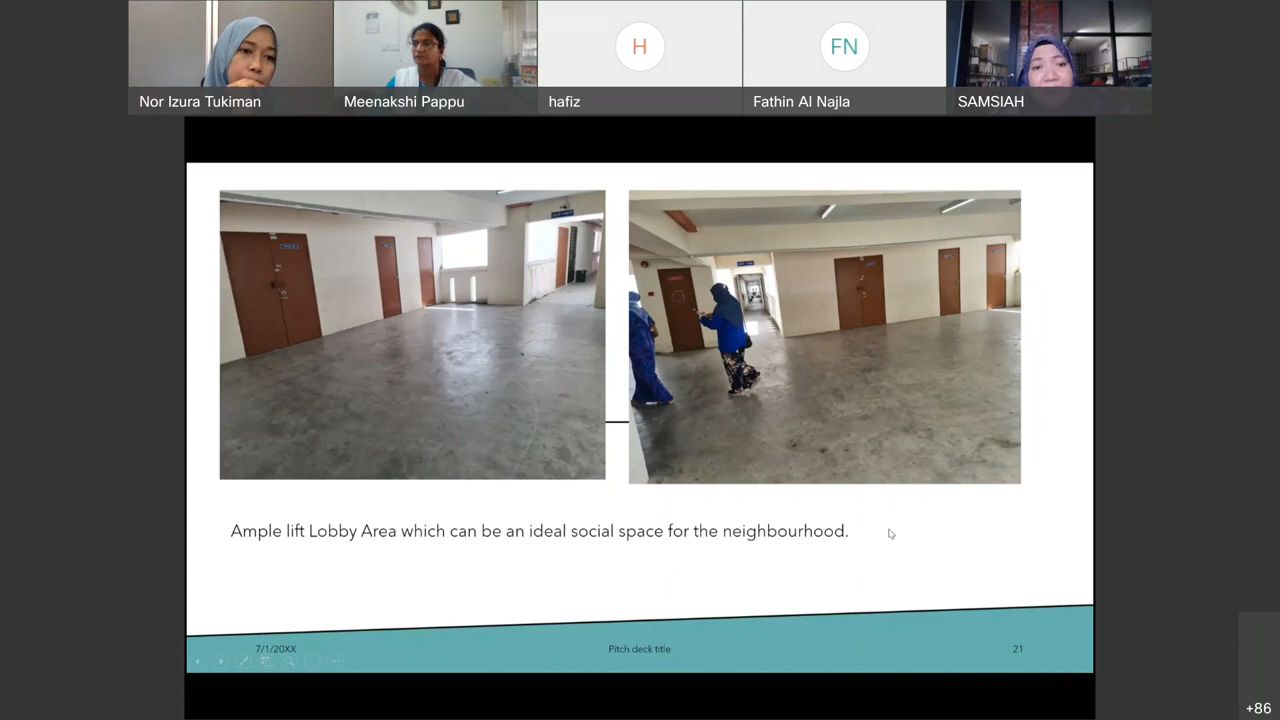 Nor Izura Tukiman
Meenakshi Pappu
H
hafiz
FN
Fathin Al Najla
SAMSIAH
Ample lift Lobby Area which can be an ideal social space for the neighbourhood.
7/1/20XX
Pitch deck title
21
+86